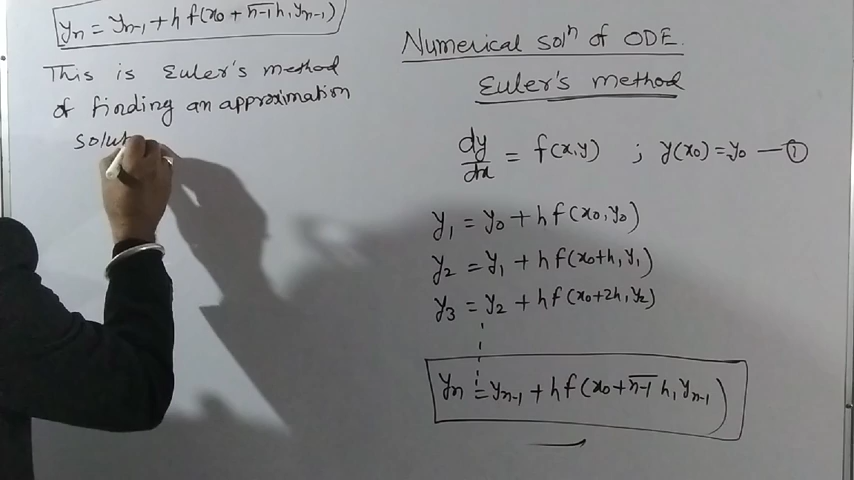 yₙ = yₙ₋₁ + h f(x₀ + n̅-̅1̅ h, yₙ₋₁)
This is Euler's method
of finding an approximation
solut
Numerical solⁿ of ODE.
Euler's method
dy/dx = f(x,y) ; y(x₀) = y₀ — ①
y₁ = y₀ + h f(x₀, y₀)
y₂ = y₁ + h f(x₀+h, y₁)
y₃ = y₂ + h f(x₀+2h, y₂)
yₙ = yₙ₋₁ + h f(x₀ + n̅-̅1̅ h, yₙ₋₁)